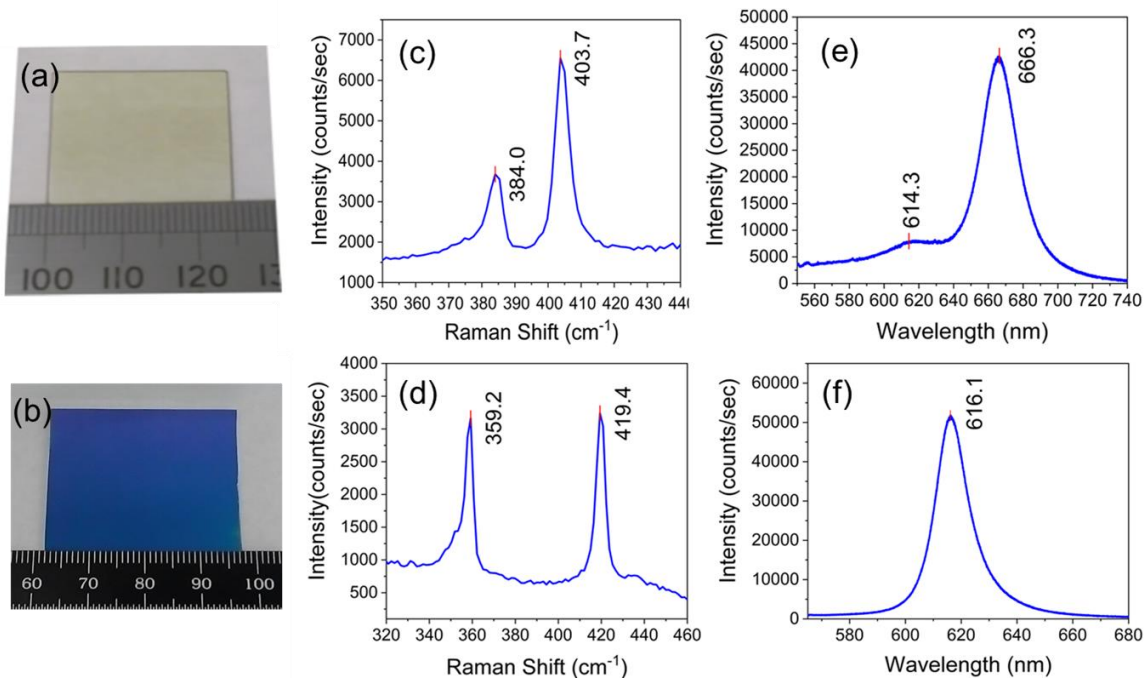 (a)
100 110 120
(b)
60 70 80 90 100
(c)
7000
6000
5000
4000
3000
2000
1000
384.0
403.7
350 360 370 380 390 400 410 420 430 440
Intensity (counts/sec)
Raman Shift (cm⁻¹)
(d)
4000
3500
3000
2500
2000
1500
1000
500
359.2
419.4
320 340 360 380 400 420 440 460
Intensity(counts/sec)
Raman Shift (cm⁻¹)
(e)
50000
45000
40000
35000
30000
25000
20000
15000
10000
5000
0
614.3
666.3
560 580 600 620 640 660 680 700 720 740
Intensity (counts/sec)
Wavelength (nm)
(f)
60000
50000
40000
30000
20000
10000
0
616.1
580 600 620 640 660 680
Intensity (counts/sec)
Wavelength (nm)